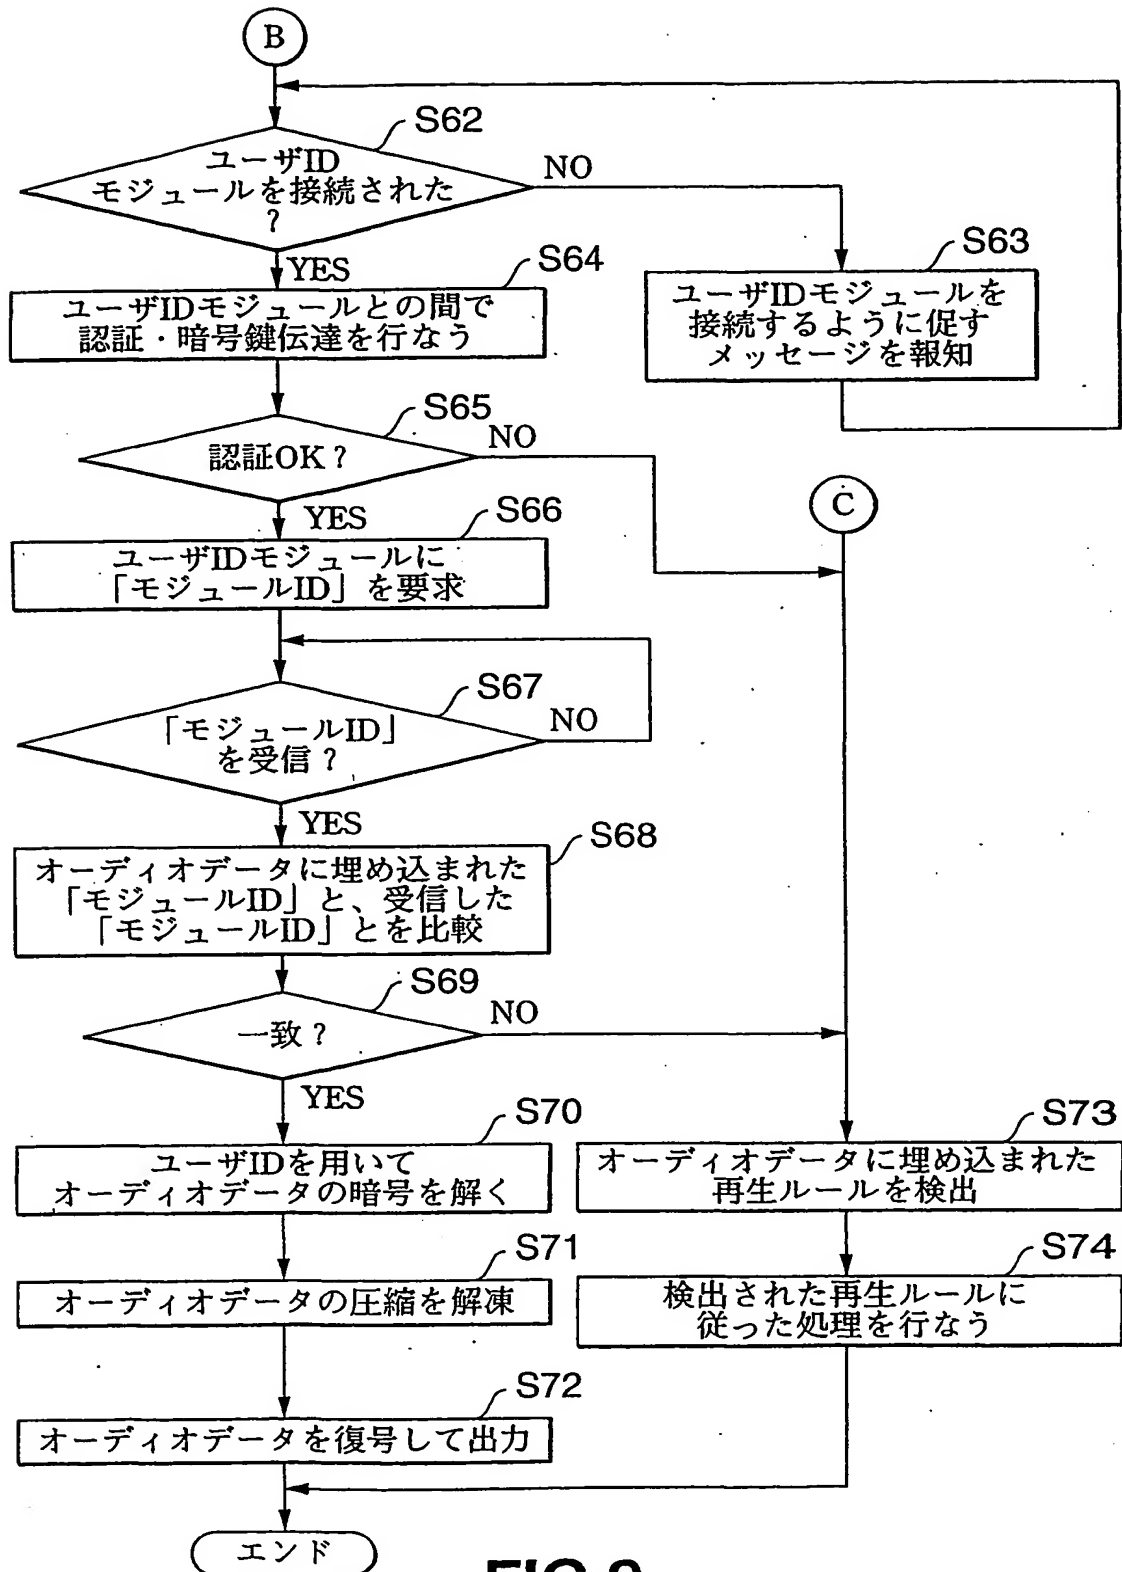 B
S62
ユーザID
モジュールを接続された
?
NO
YES
S63
ユーザIDモジュールを
接続するように促す
メッセージを報知
S64
ユーザIDモジュールとの間で
認証・暗号鍵伝達を行なう
S65
認証OK?
NO
YES
C
S66
ユーザIDモジュールに
「モジュールID」を要求
S67
「モジュールID」
を受信?
NO
YES
S68
オーディオデータに埋め込まれた
「モジュールID」と、受信した
「モジュールID」とを比較
S69
一致?
NO
YES
S70
ユーザIDを用いて
オーディオデータの暗号を解く
S73
オーディオデータに埋め込まれた
再生ルールを検出
S71
オーディオデータの圧縮を解凍
S74
検出された再生ルールに
従った処理を行なう
S72
オーディオデータを復号して出力
エンド